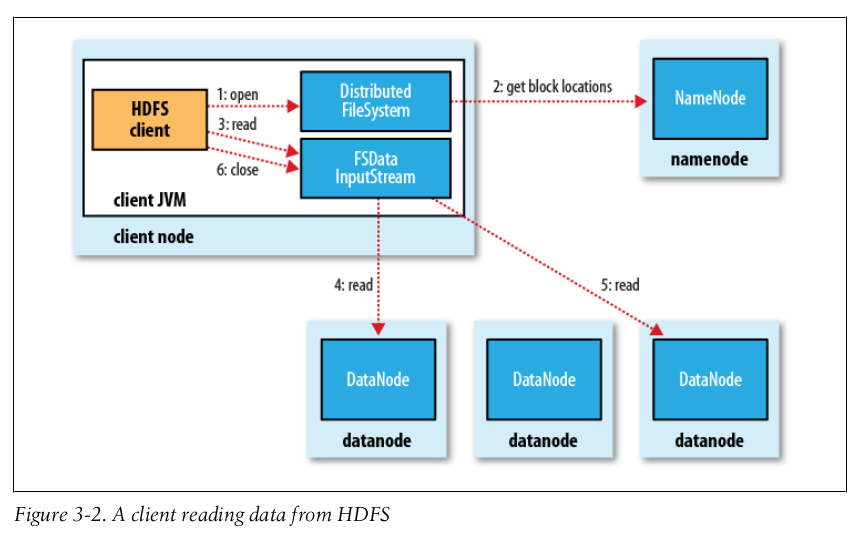 HDFS
client
1: open
3: read
6: close
Distributed
FileSystem
FSData
InputStream
client JVM
client node
2: get block locations
NameNode
namenode
4: read
5: read
DataNode
datanode
DataNode
datanode
DataNode
datanode
Figure 3-2. A client reading data from HDFS